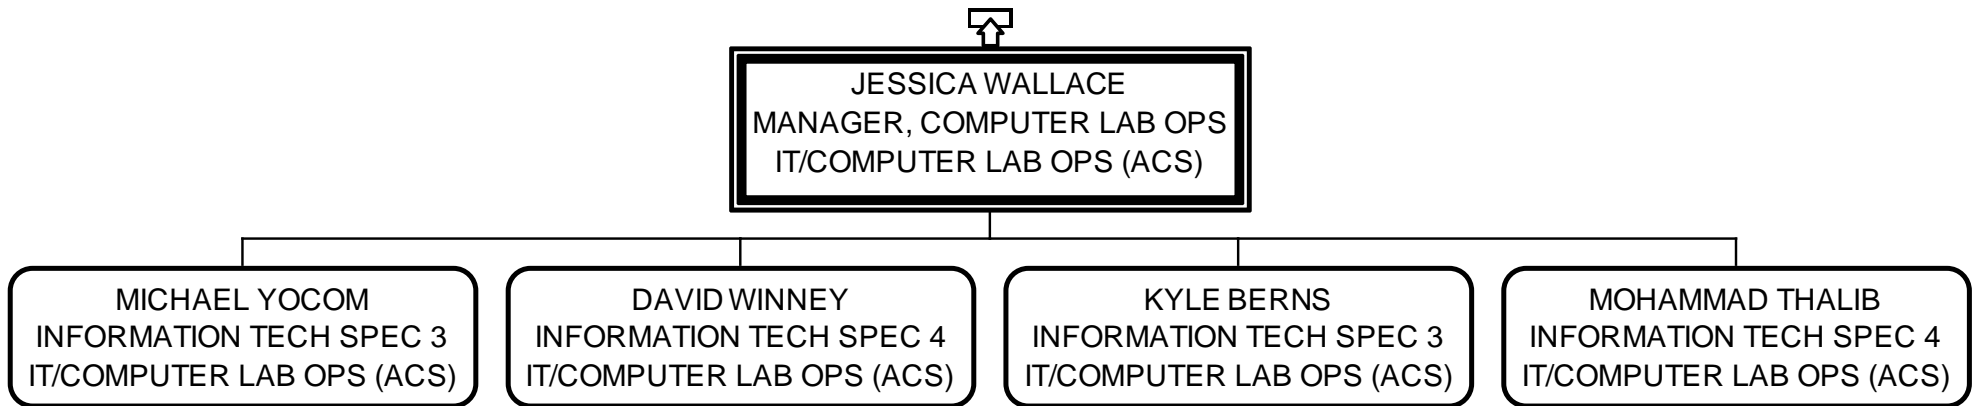 JESSICA WALLACE
MANAGER, COMPUTER LAB OPS
IT/COMPUTER LAB OPS (ACS)
MICHAEL YOCOM
INFORMATION TECH SPEC 3
IT/COMPUTER LAB OPS (ACS)
DAVID WINNEY
INFORMATION TECH SPEC 4
IT/COMPUTER LAB OPS (ACS)
KYLE BERNS
INFORMATION TECH SPEC 3
IT/COMPUTER LAB OPS (ACS)
MOHAMMAD THALIB
INFORMATION TECH SPEC 4
IT/COMPUTER LAB OPS (ACS)